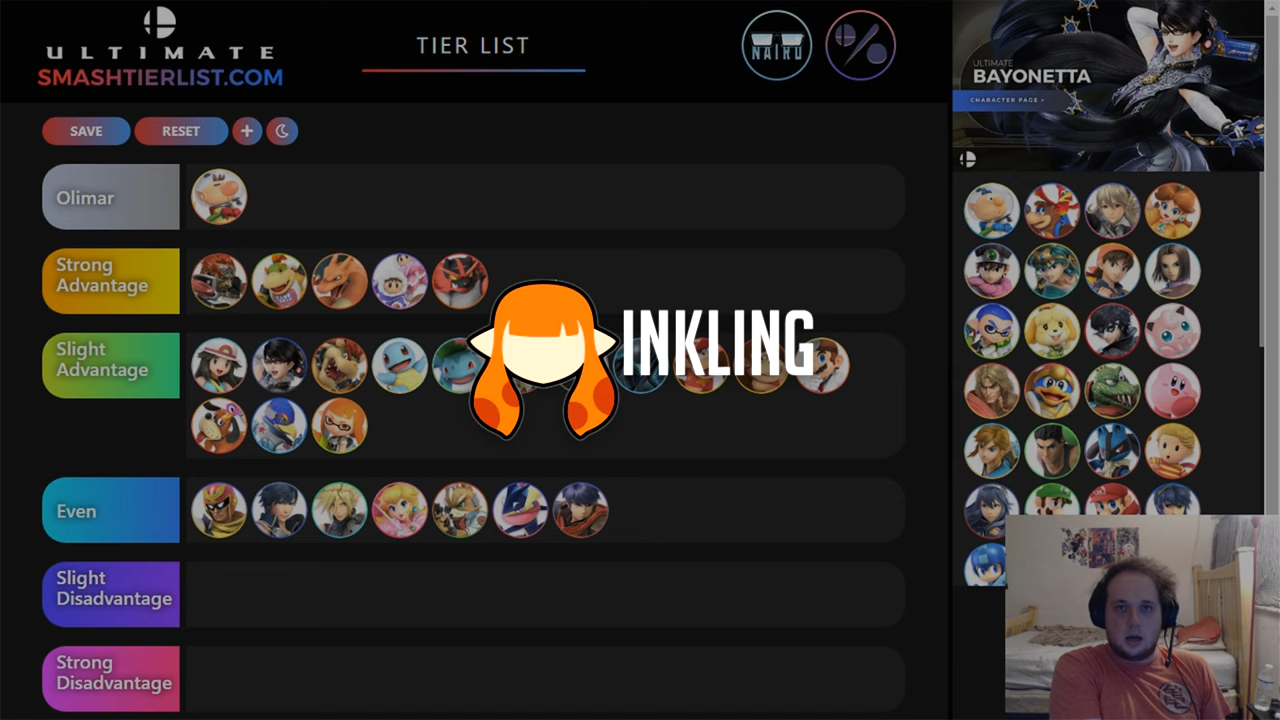 ULTIMATE
SMASHTIERLIST.COM
TIER LIST
NAIRO
ULTIMATE
BAYONETTA
CHARACTER PAGE >
SAVE
RESET
+
Olimar
Strong
Advantage
Slight
Advantage
INKLING
Even
Slight
Disadvantage
Strong
Disadvantage